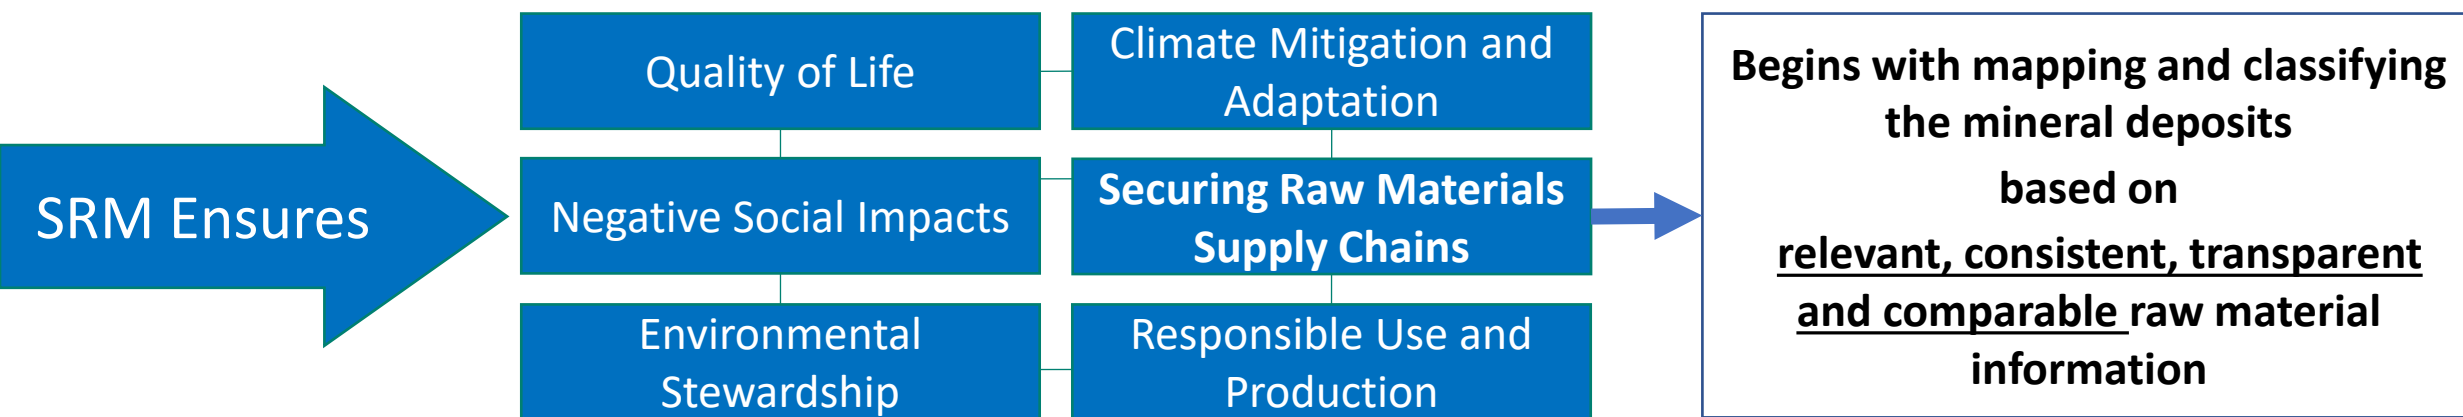 SRM Ensures
Quality of Life
Climate Mitigation and
Adaptation
Negative Social Impacts
Securing Raw Materials
Supply Chains
Environmental
Stewardship
Responsible Use and
Production
Begins with mapping and classifying
the mineral deposits
based on
relevant, consistent, transparent
and comparable raw material
information